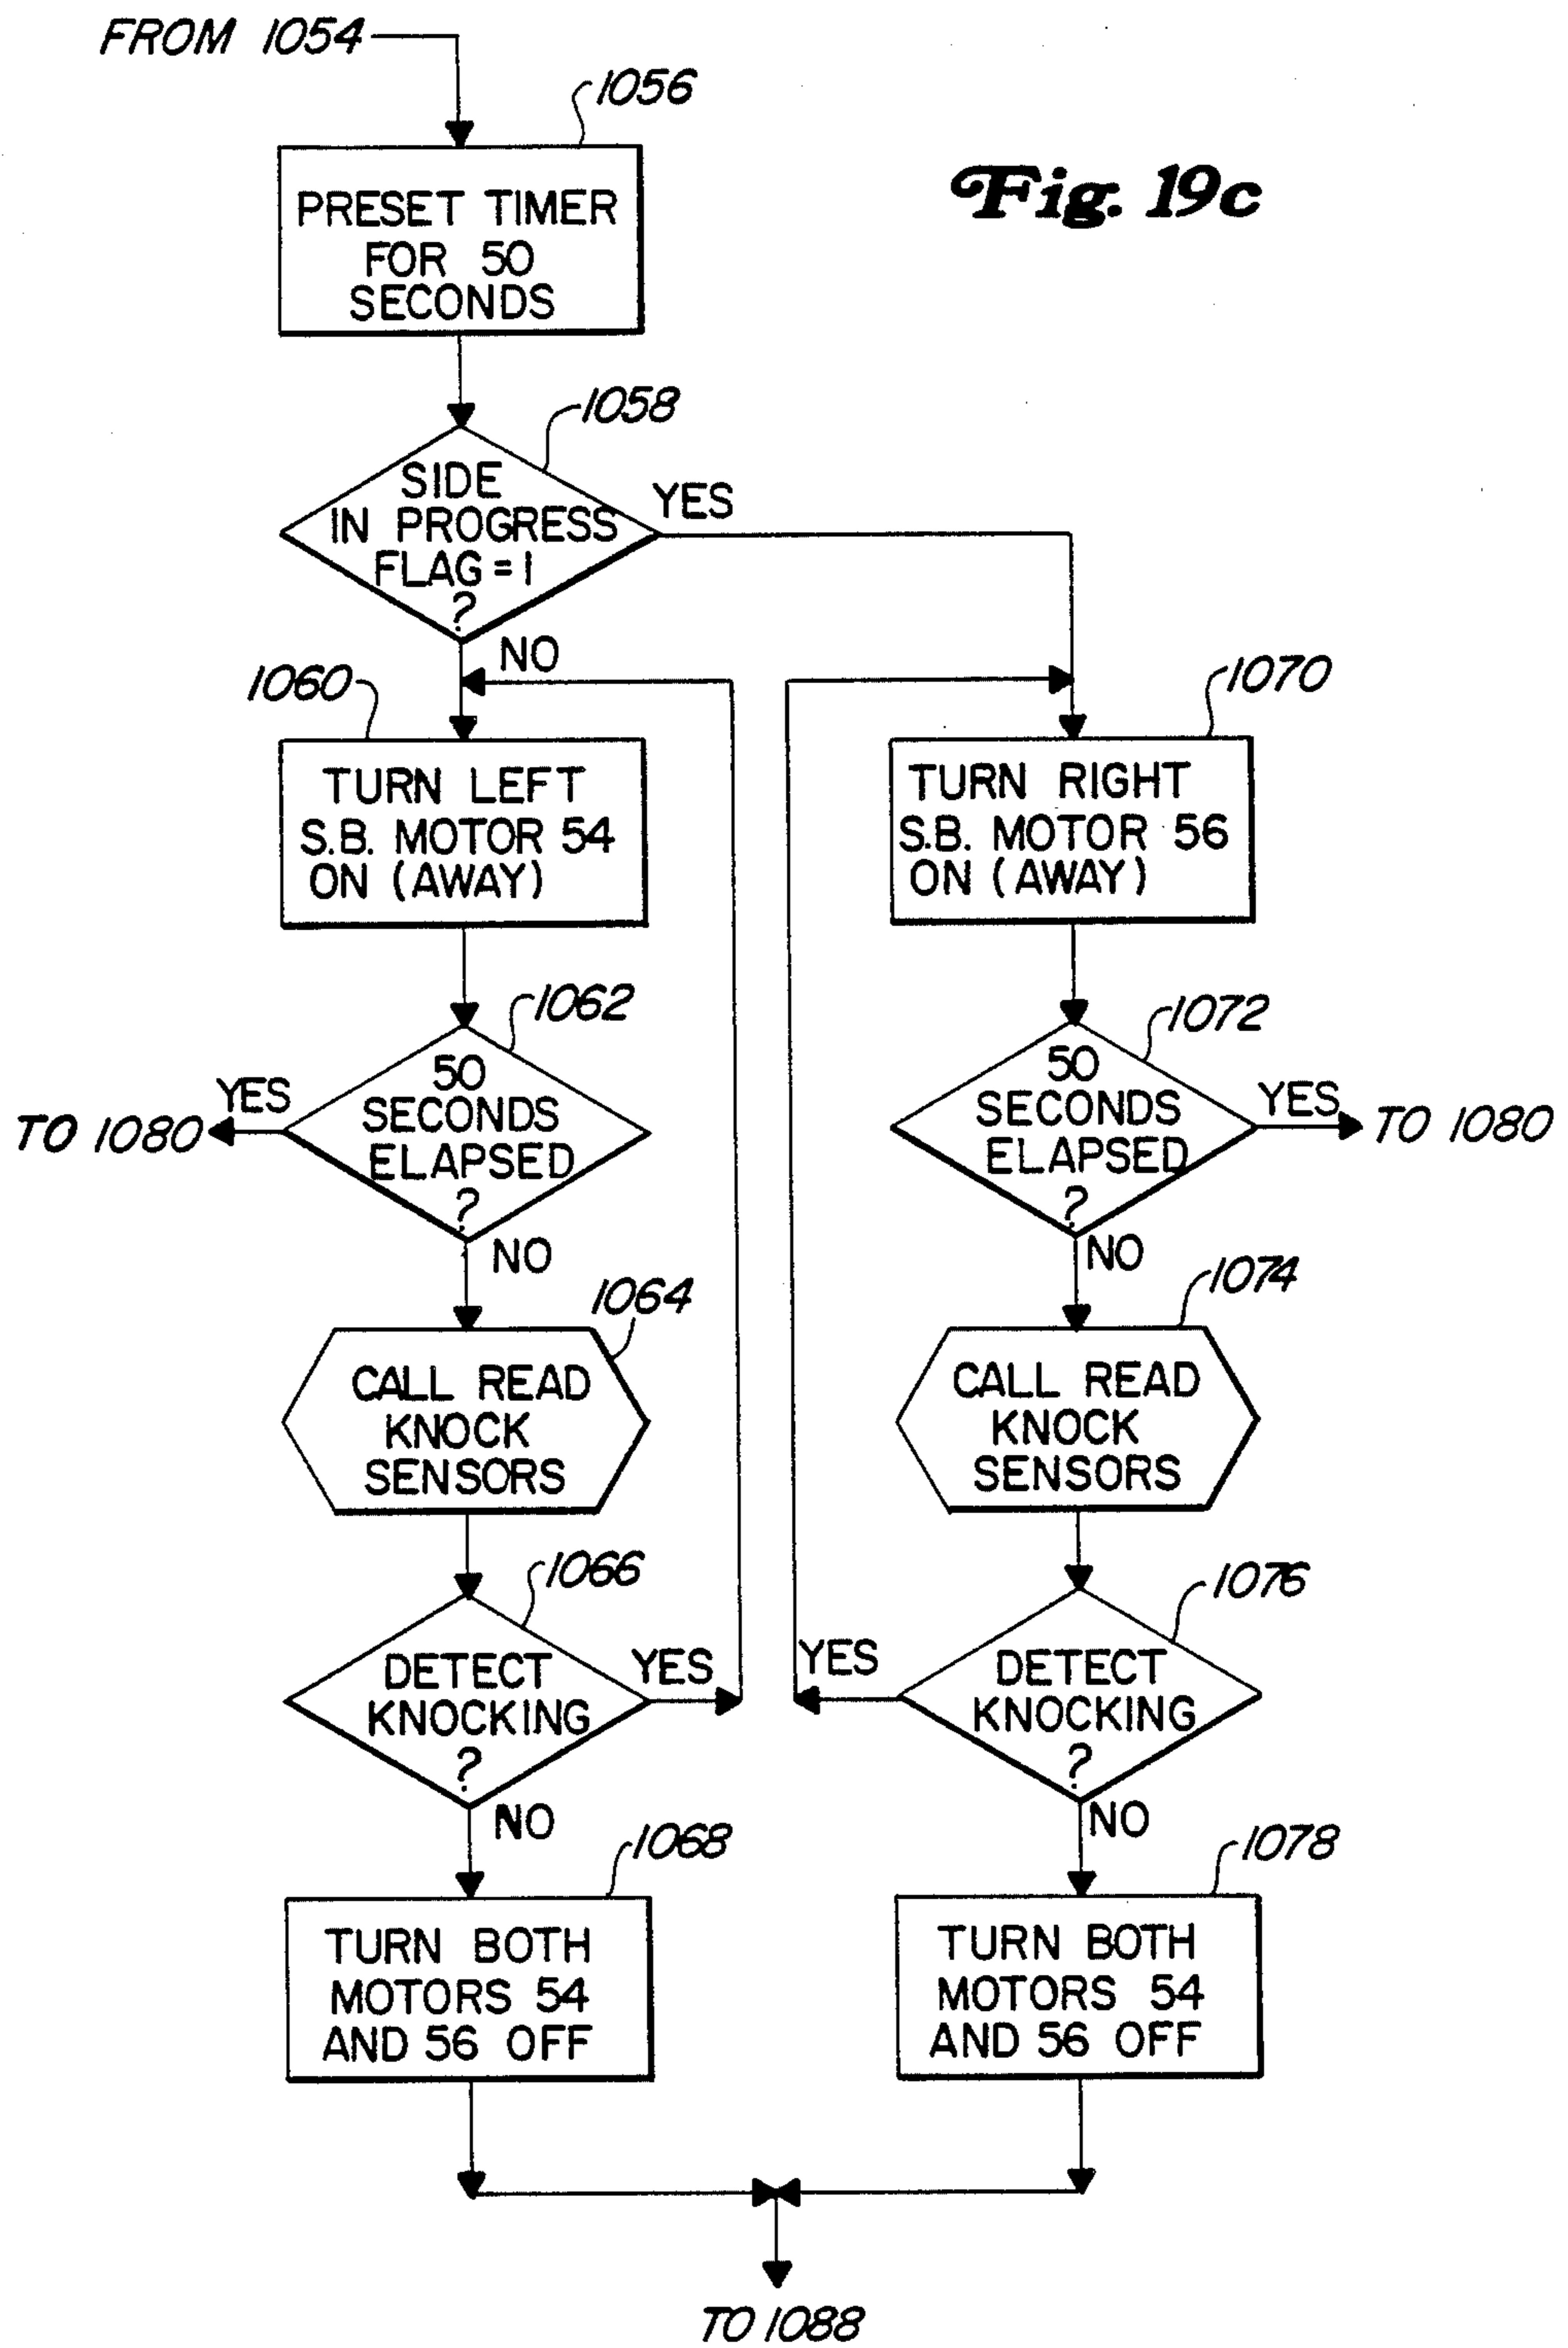 FROM 1054
1056
PRESET TIMER
FOR 50
SECONDS
Fig. 19c
1058
SIDE
IN PROGRESS
FLAG = 1
?
YES
NO
1060
TURN LEFT
S.B. MOTOR 54
ON (AWAY)
1062
50
SECONDS
ELAPSED
?
YES
TO 1080
NO
1064
CALL READ
KNOCK
SENSORS
1066
DETECT
KNOCKING
?
YES
NO
1068
TURN BOTH
MOTORS 54
AND 56 OFF
1070
TURN RIGHT
S.B. MOTOR 56
ON (AWAY)
1072
50
SECONDS
ELAPSED
?
YES
TO 1080
NO
1074
CALL READ
KNOCK
SENSORS
1076
DETECT
KNOCKING
?
YES
NO
1078
TURN BOTH
MOTORS 54
AND 56 OFF
TO 1088